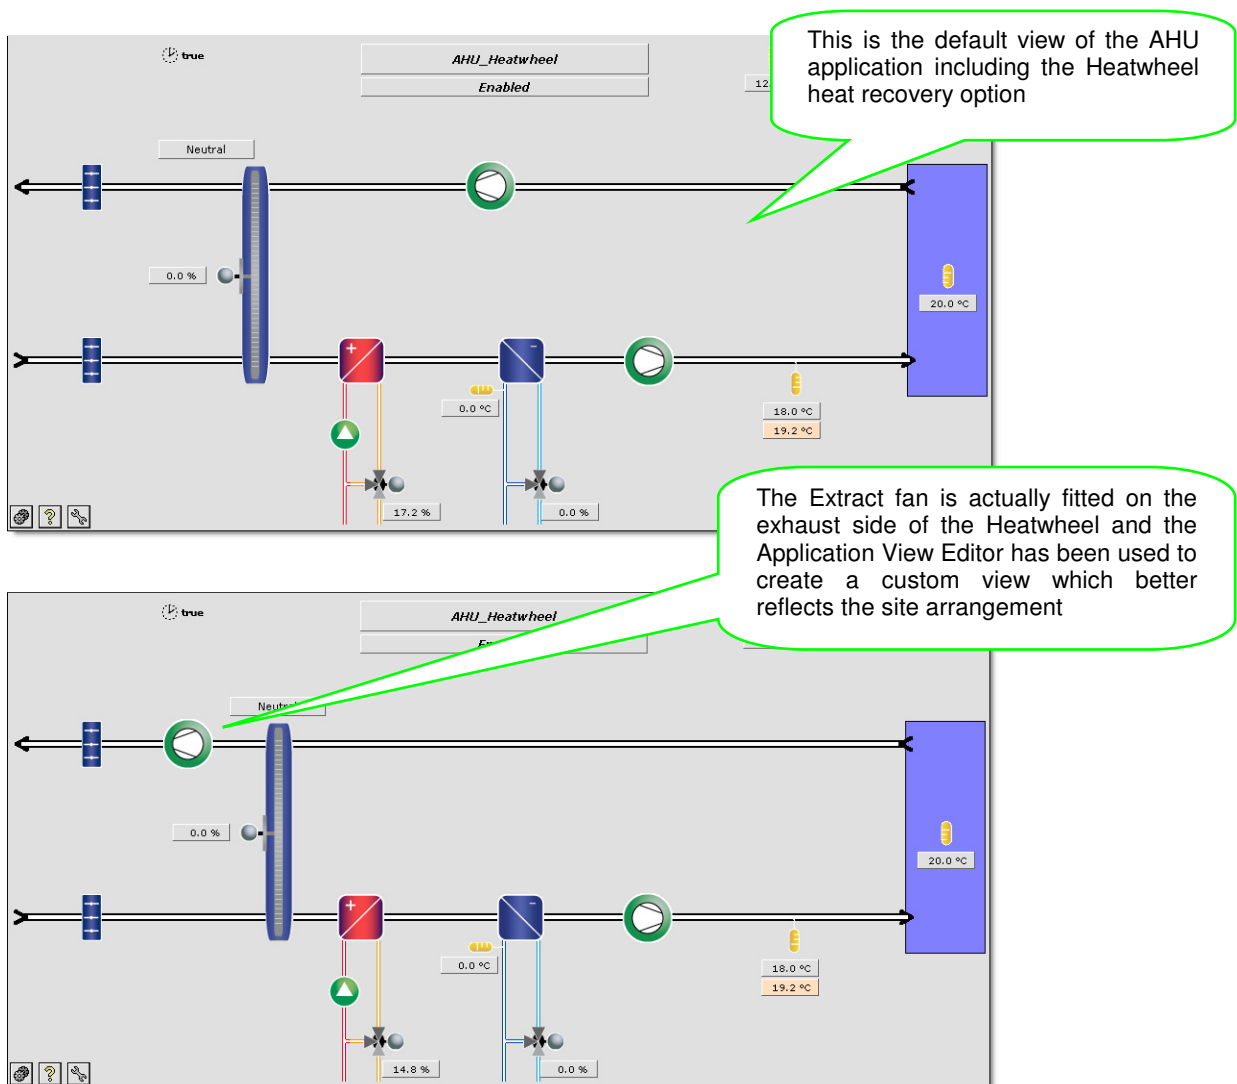 This is the default view of the AHU
application including the Heatwheel
heat recovery option
true
AHU_Heatwheel
Enabled
12.
Neutral
0.0 %
20.0 °C
0.0 °C
18.0 °C
19.2 °C
17.2 %
0.0 %
The Extract fan is actually fitted on the
exhaust side of the Heatwheel and the
Application View Editor has been used to
create a custom view which better
reflects the site arrangement
true
AHU_Heatwheel
Neutral
0.0 %
20.0 °C
0.0 °C
18.0 °C
19.2 °C
14.8 %
0.0 %